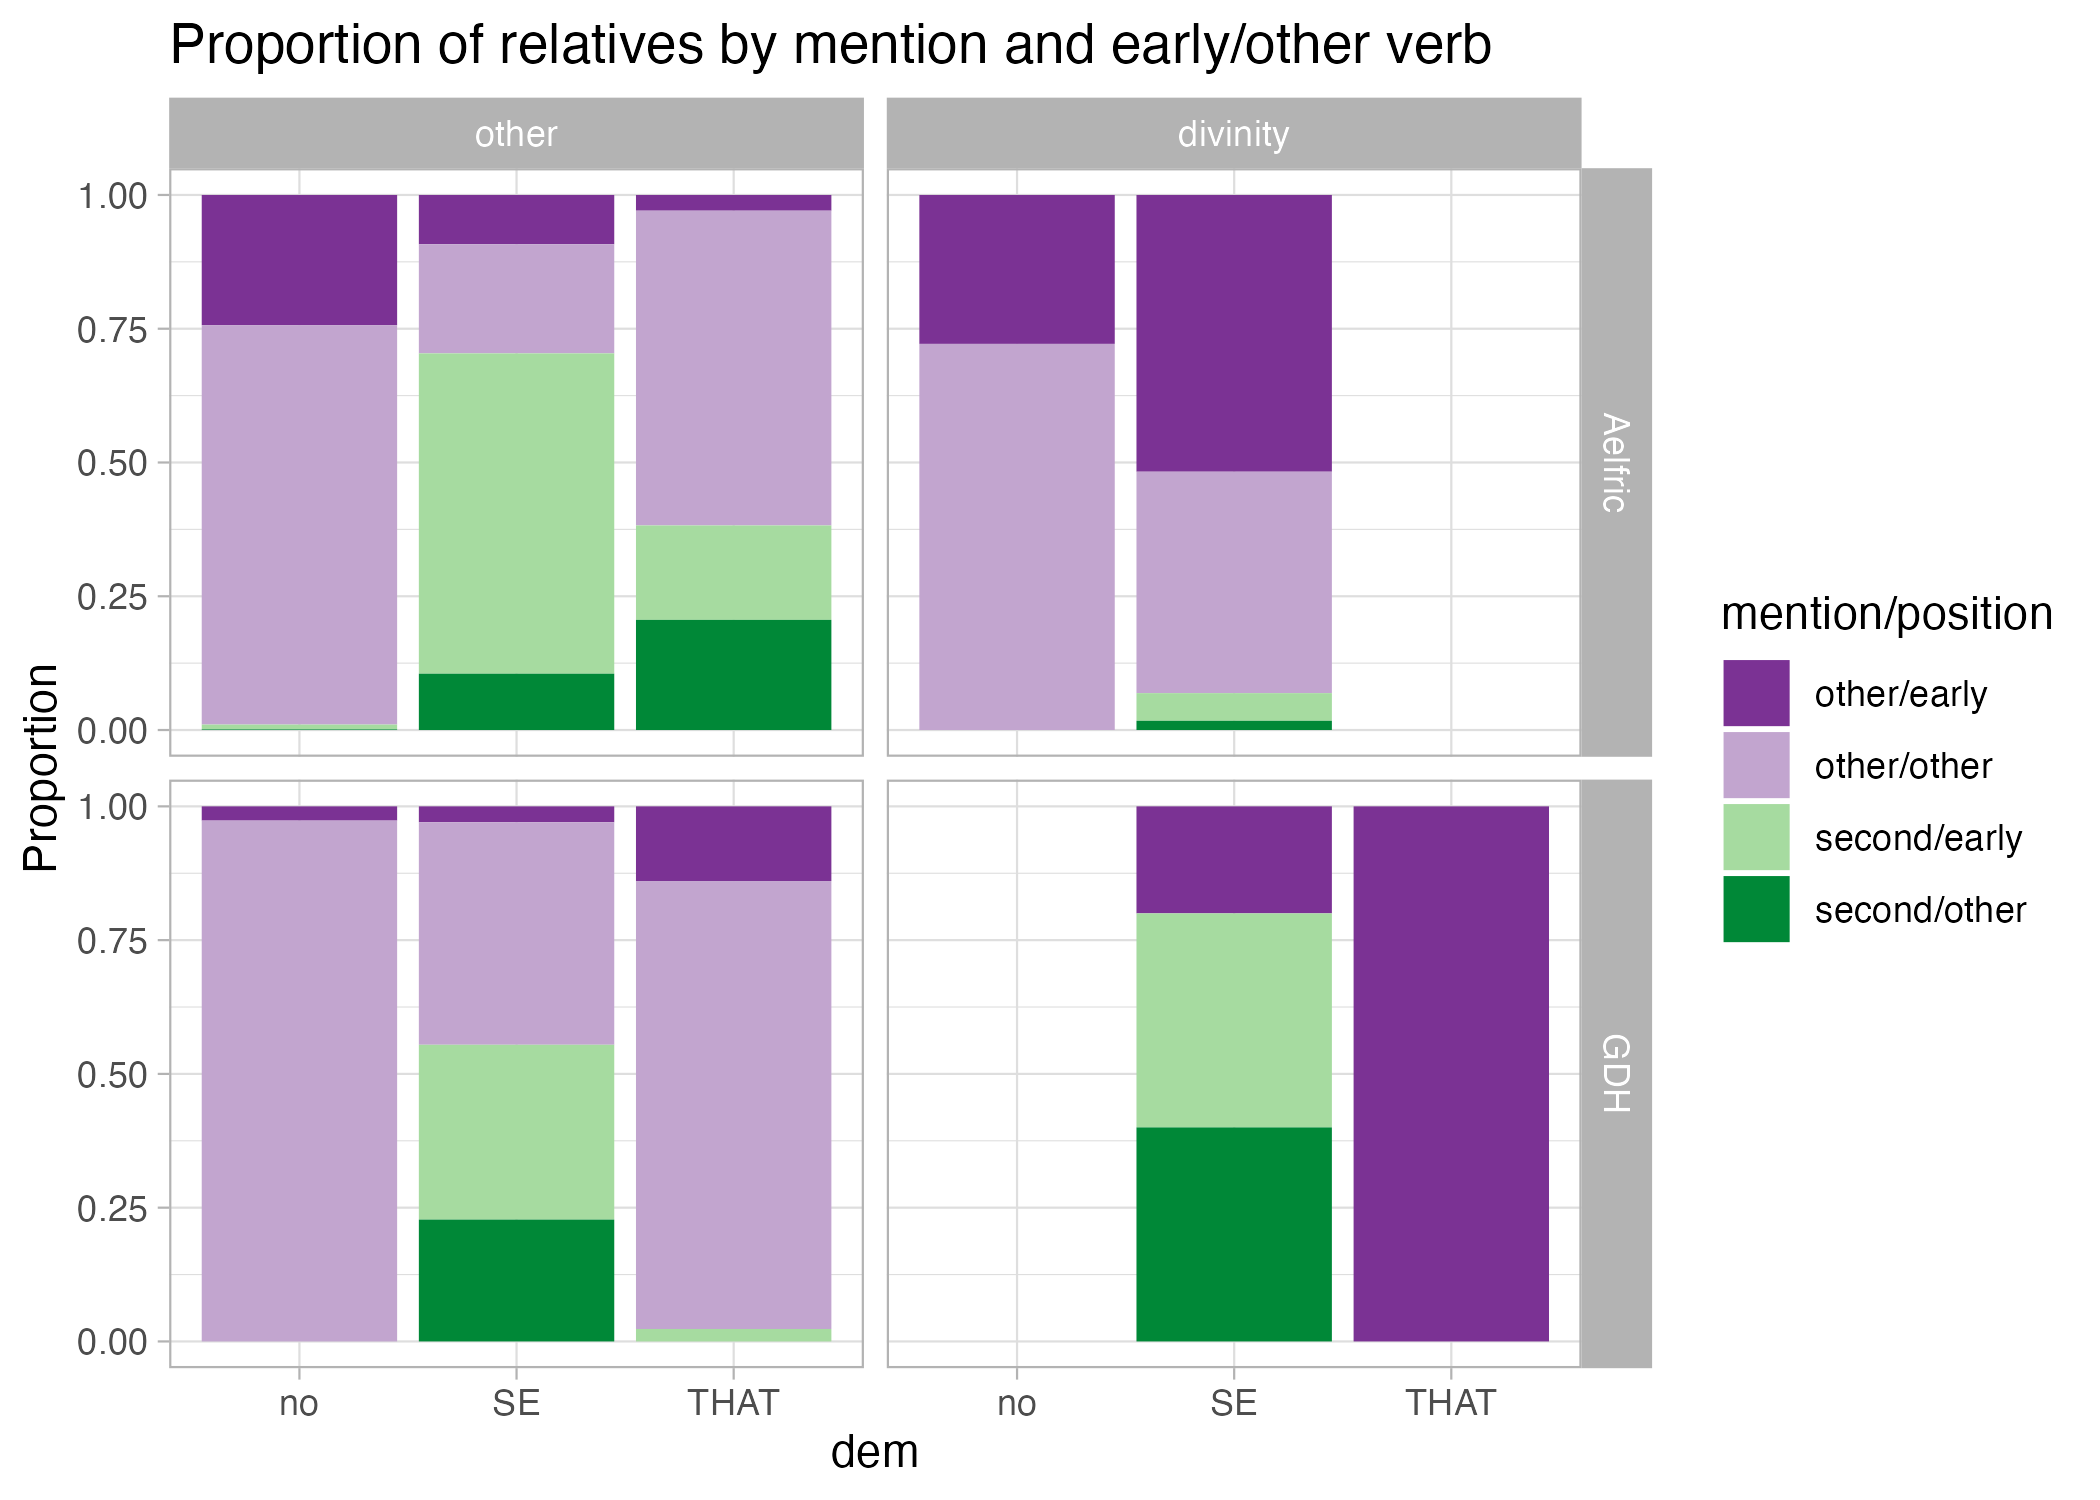 Proportion of relatives by mention and early/other verb
other
divinity
1.00
0.75
0.50
0.25
0.00
Aelfric
1.00
0.75
0.50
0.25
0.00
GDH
Proportion
no
SE
THAT
no
SE
THAT
dem
mention/position
other/early
other/other
second/early
second/other